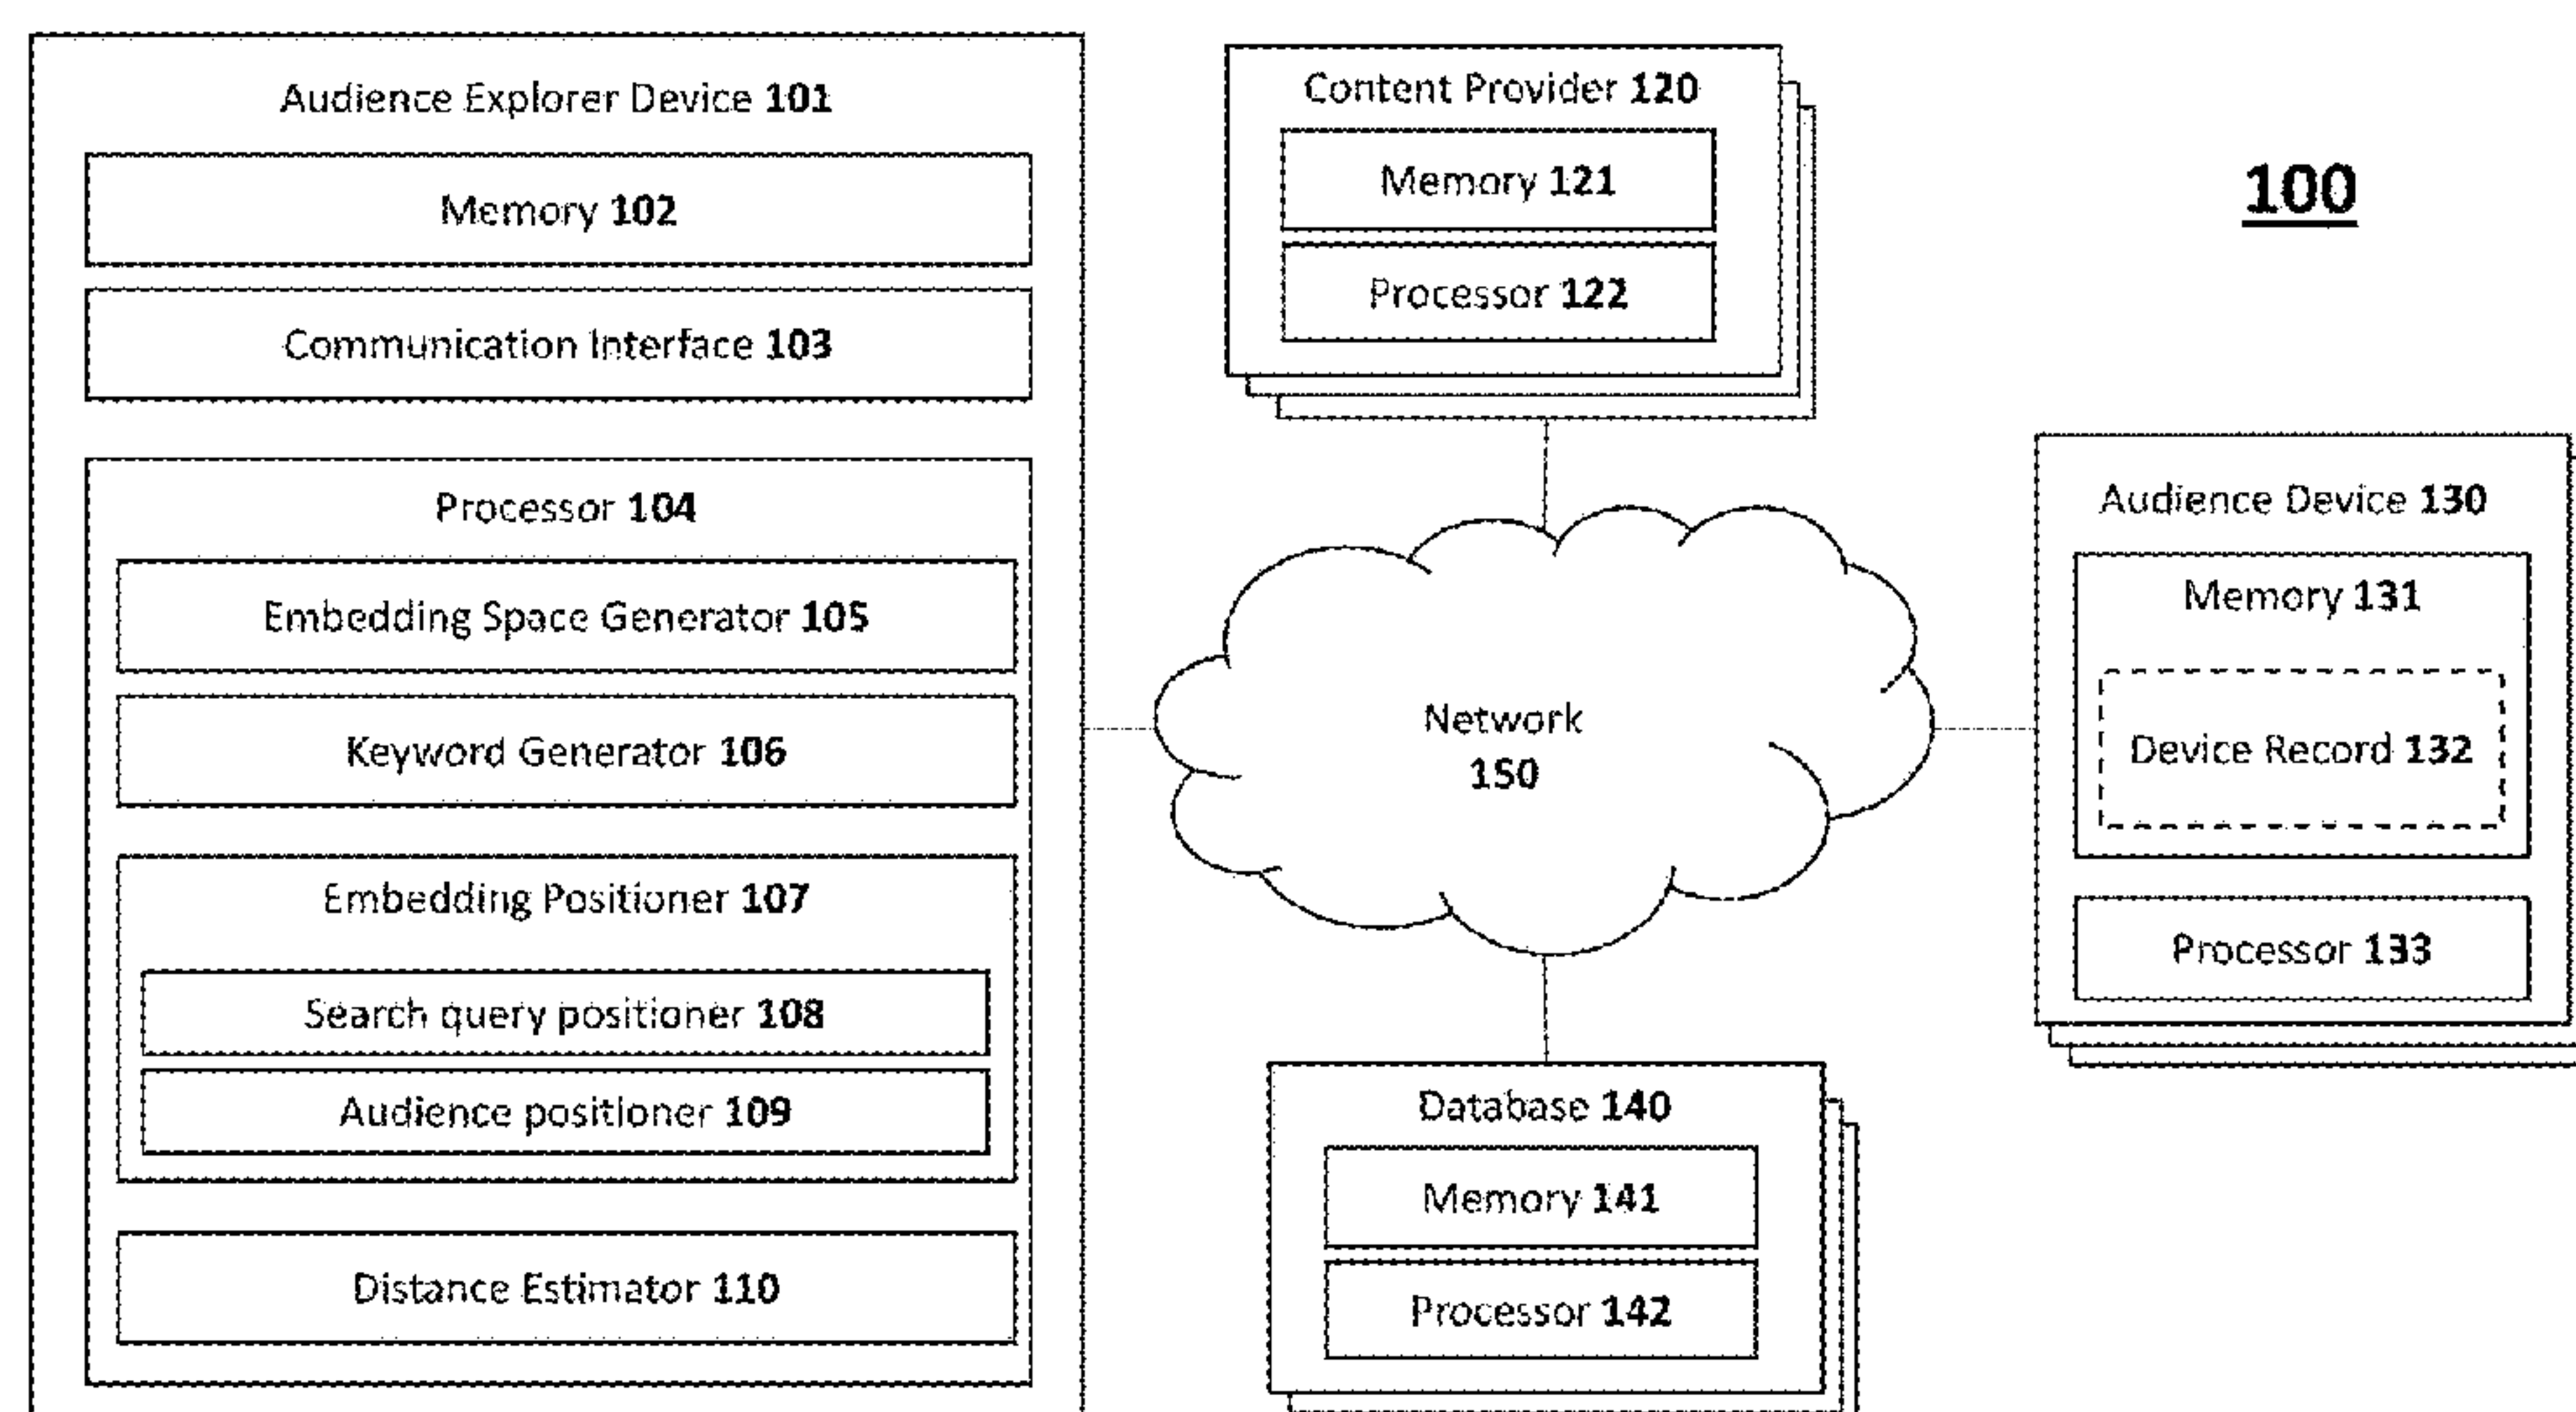 Audience Explorer Device 101
Memory 102
Communication Interface 103
Processor 104
Embedding Space Generator 105
Keyword Generator 106
Embedding Positioner 107
Search query positioner 108
Audience positioner 109
Distance Estimator 110
Content Provider 120
Memory 121
Processor 122
100
Network
150
Audience Device 130
Memory 131
Device Record 132
Processor 133
Database 140
Memory 141
Processor 142